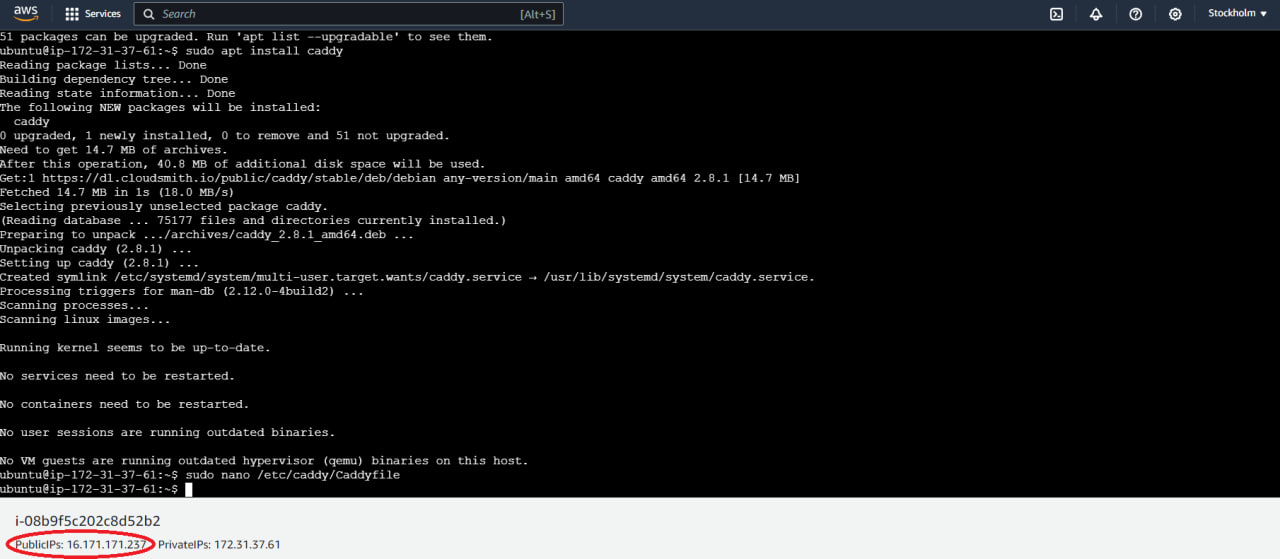 aws Services Search [Alt+S] Stockholm
51 packages can be upgraded. Run 'apt list --upgradable' to see them.
ubuntu@ip-172-31-37-61:~$ sudo apt install caddy
Reading package lists... Done
Building dependency tree... Done
Reading state information... Done
The following NEW packages will be installed:
  caddy
0 upgraded, 1 newly installed, 0 to remove and 51 not upgraded.
Need to get 14.7 MB of archives.
After this operation, 40.8 MB of additional disk space will be used.
Get:1 https://dl.cloudsmith.io/public/caddy/stable/deb/debian any-version/main amd64 caddy amd64 2.8.1 [14.7 MB]
Fetched 14.7 MB in 1s (18.0 MB/s)
Selecting previously unselected package caddy.
(Reading database ... 75177 files and directories currently installed.)
Preparing to unpack .../archives/caddy_2.8.1_amd64.deb ...
Unpacking caddy (2.8.1) ...
Setting up caddy (2.8.1) ...
Created symlink /etc/systemd/system/multi-user.target.wants/caddy.service → /usr/lib/systemd/system/caddy.service.
Processing triggers for man-db (2.12.0-4build2) ...
Scanning processes...
Scanning linux images...
Running kernel seems to be up-to-date.
No services need to be restarted.
No containers need to be restarted.
No user sessions are running outdated binaries.
No VM guests are running outdated hypervisor (qemu) binaries on this host.
ubuntu@ip-172-31-37-61:~$ sudo nano /etc/caddy/Caddyfile
ubuntu@ip-172-31-37-61:~$
i-08b9f5c202c8d52b2
PublicIPs: 16.171.171.237 PrivateIPs: 172.31.37.61